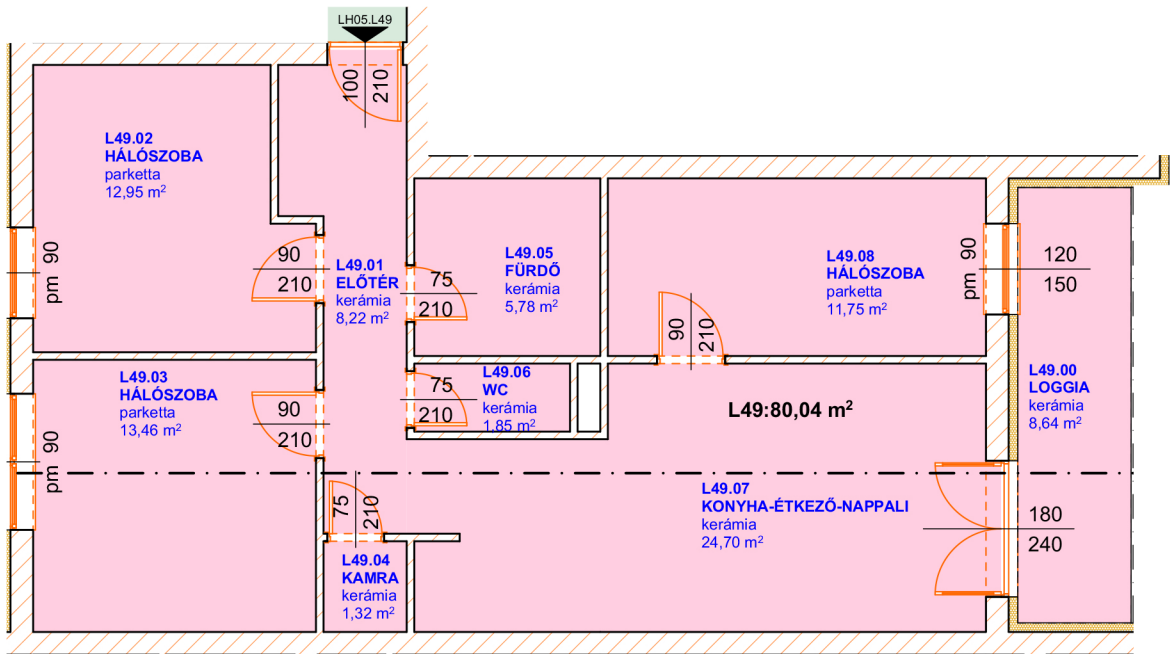 LH05.L49
100
210
L49.02
HÁLÓSZOBA
parketta
12,95 m²
pm 90
90
210
L49.01
ELŐTÉR
kerámia
8,22 m²
75
210
L49.05
FÜRDŐ
kerámia
5,78 m²
L49.08
HÁLÓSZOBA
parketta
11,75 m²
90
210
pm 90
120
150
L49.03
HÁLÓSZOBA
parketta
13,46 m²
pm 90
90
210
75
210
L49.06
WC
kerámia
1,85 m²
L49:80,04 m²
L49.00
LOGGIA
kerámia
8,64 m²
L49.07
KONYHA-ÉTKEZŐ-NAPPALI
kerámia
24,70 m²
180
240
75
210
L49.04
KAMRA
kerámia
1,32 m²